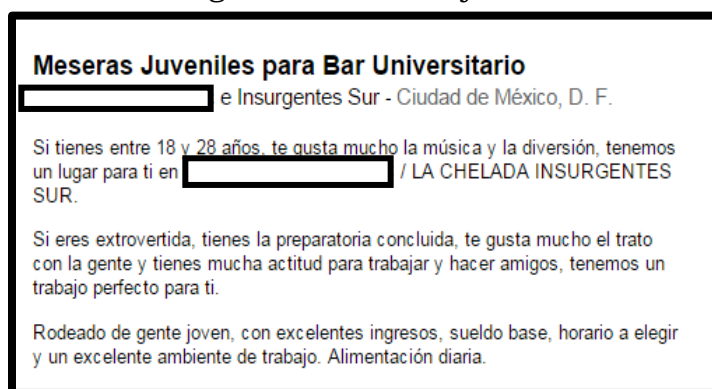 Meseras Juveniles para Bar Universitario
e Insurgentes Sur - Ciudad de México, D. F.
Si tienes entre 18 y 28 años, te gusta mucho la música y la diversión, tenemos
un lugar para ti en / LA CHELADA INSURGENTES
SUR.
Si eres extrovertida, tienes la preparatoria concluida, te gusta mucho el trato
con la gente y tienes mucha actitud para trabajar y hacer amigos, tenemos un
trabajo perfecto para ti.
Rodeado de gente joven, con excelentes ingresos, sueldo base, horario a elegir
y un excelente ambiente de trabajo. Alimentación diaria.